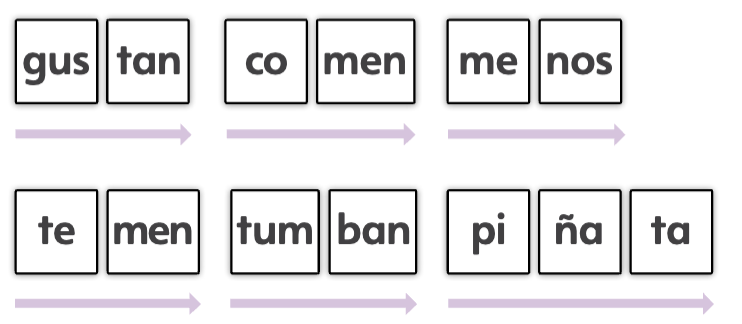 gus tan co men me nos
te men tum ban pi ña ta